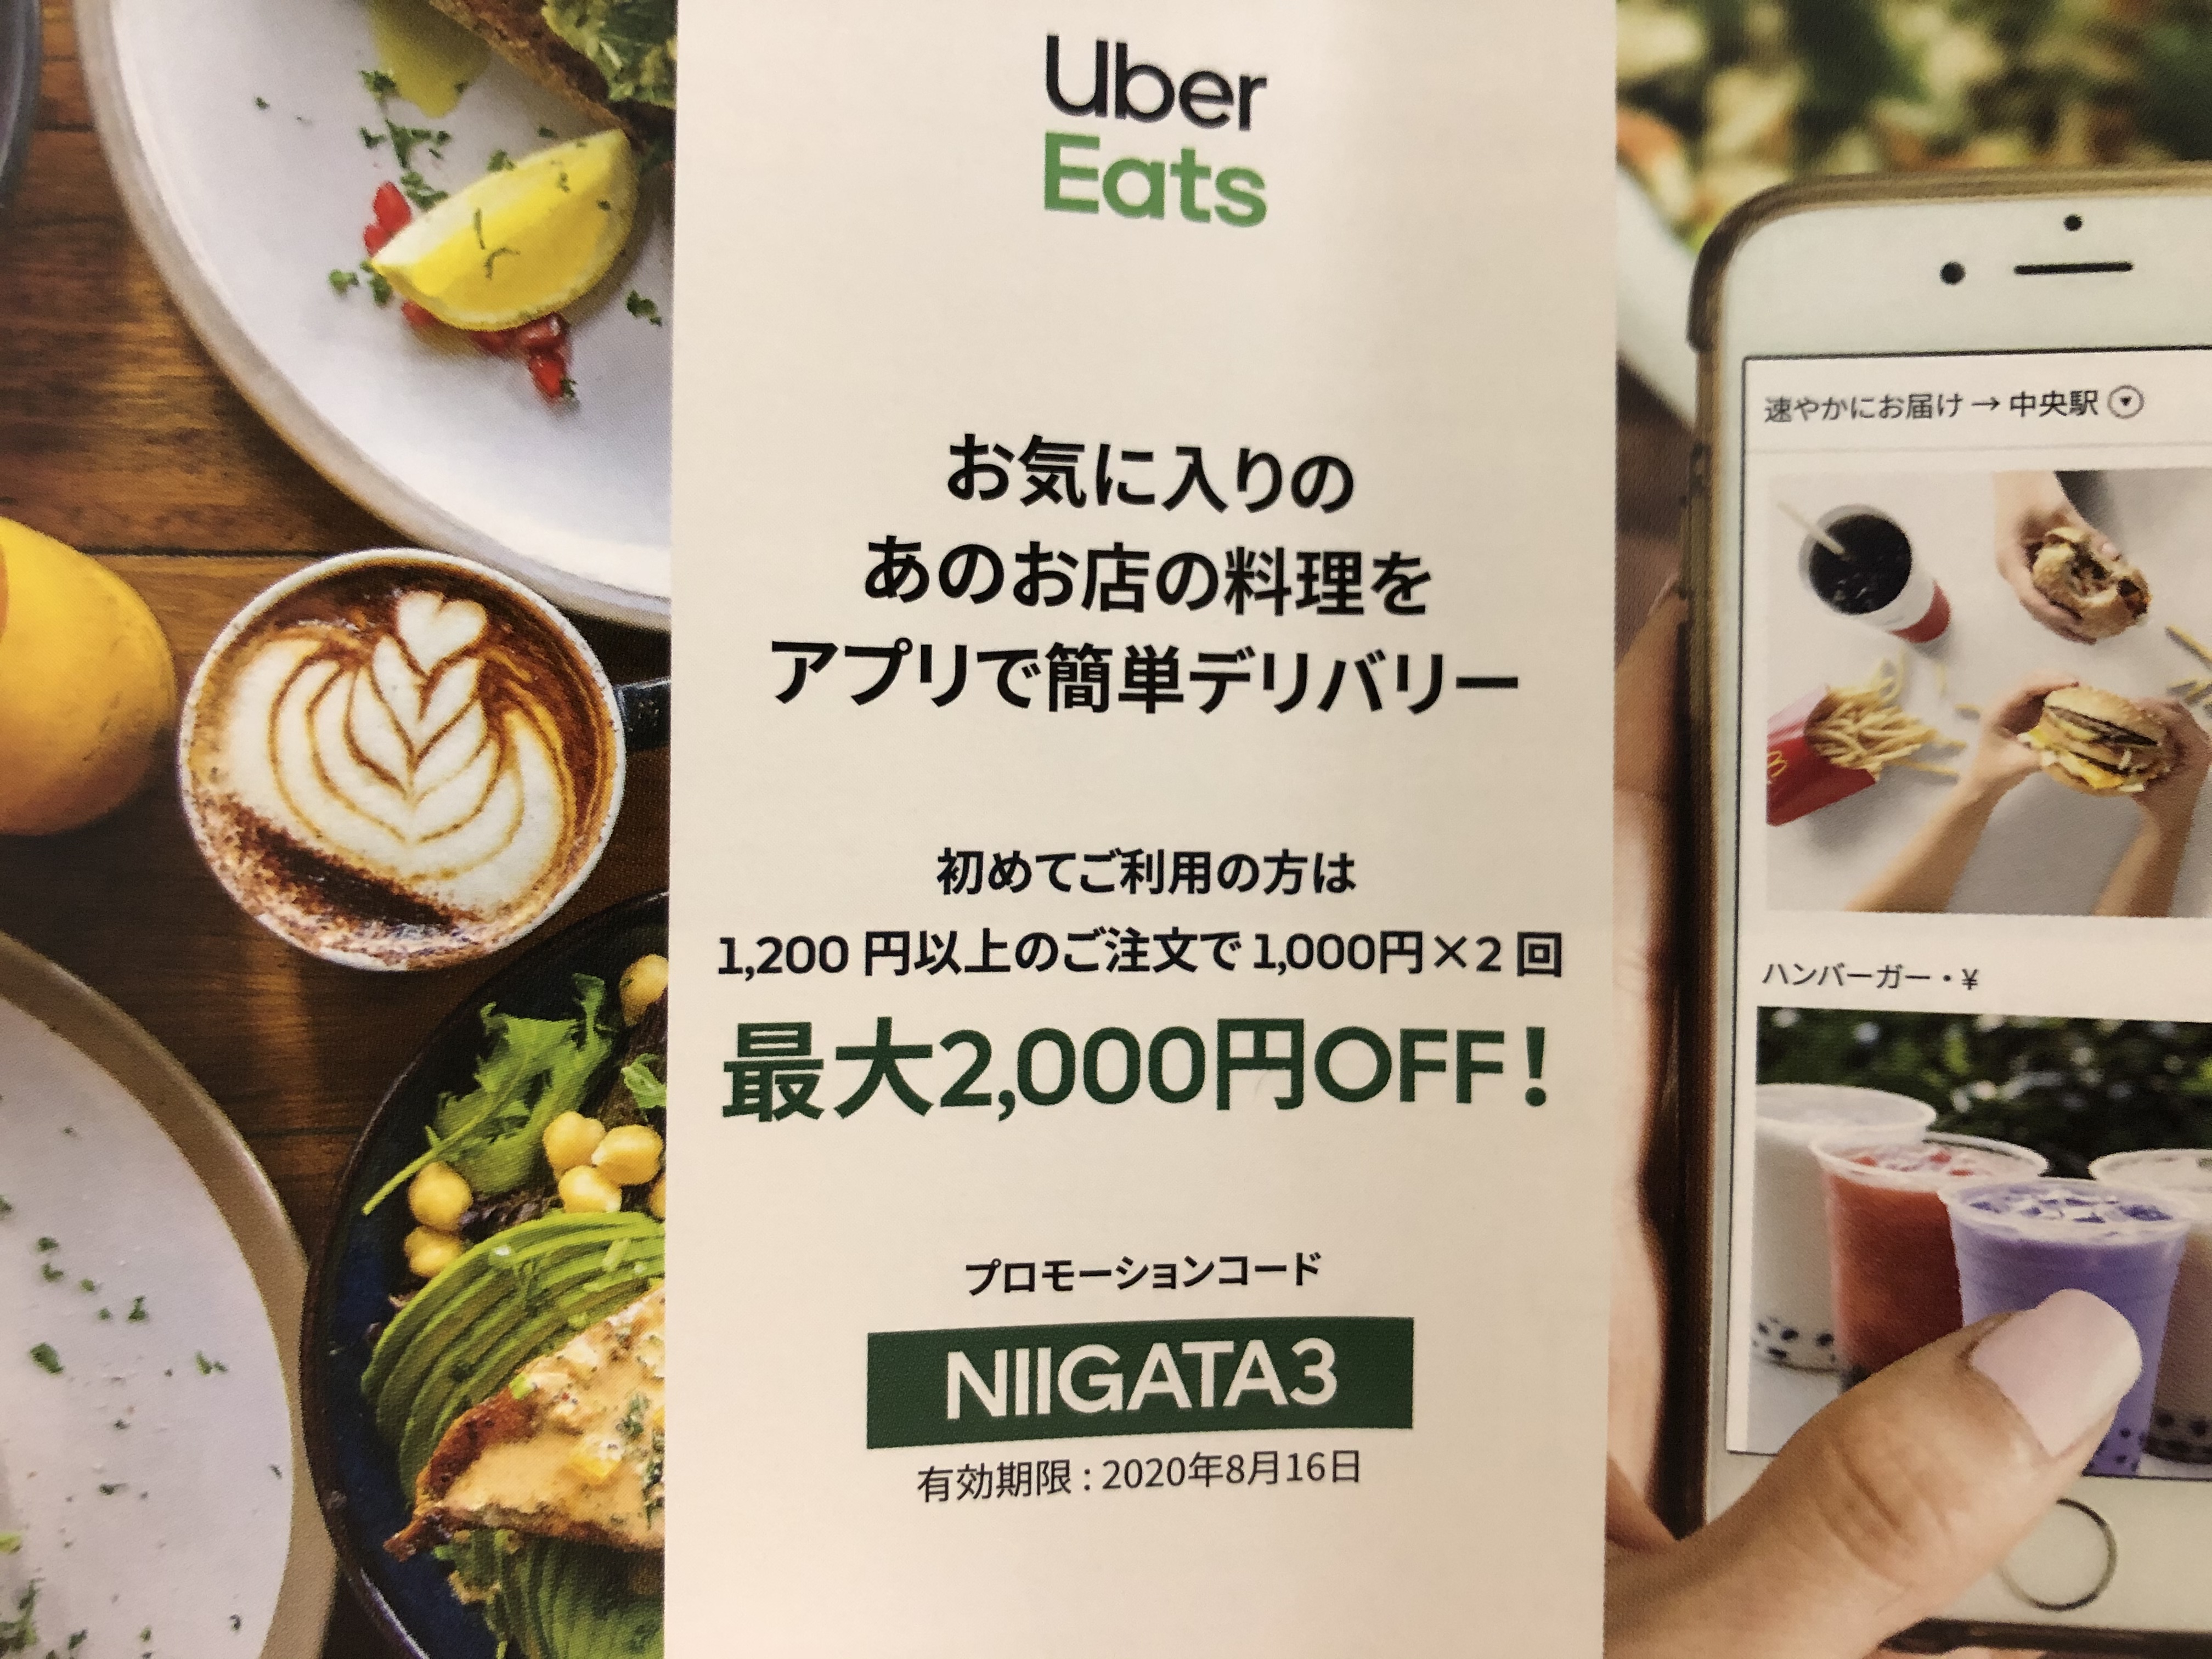 Uber
Eats
お気に入りの
あのお店の料理を
アプリで簡単デリバリー
初めてご利用の方は
1,200 円以上のご注文で 1,000円×2 回
最大2,000円OFF！
プロモーションコード
NIIGATA3
有効期限 : 2020年8月16日
速やかにお届け → 中央駅
ハンバーガー・¥